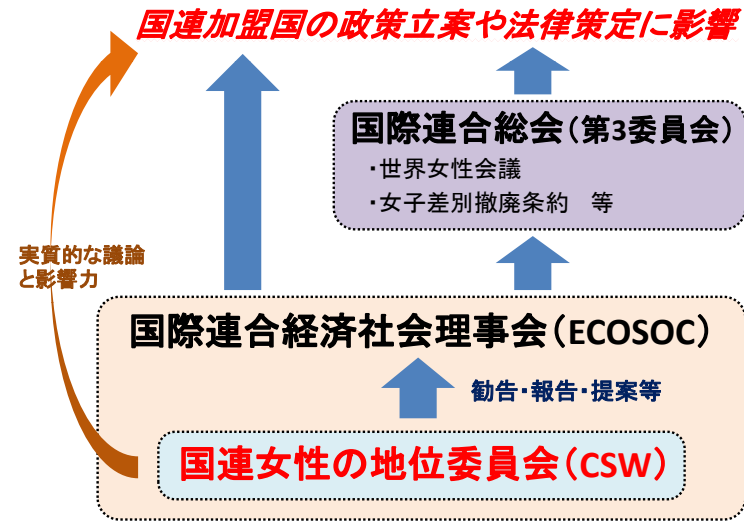 国連加盟国の政策立案や法律策定に影響
国際連合総会(第3委員会)
・世界女性会議
・女子差別撤廃条約　等
実質的な議論
と影響力
国際連合経済社会理事会(ECOSOC)
勧告・報告・提案等
国連女性の地位委員会(CSW)